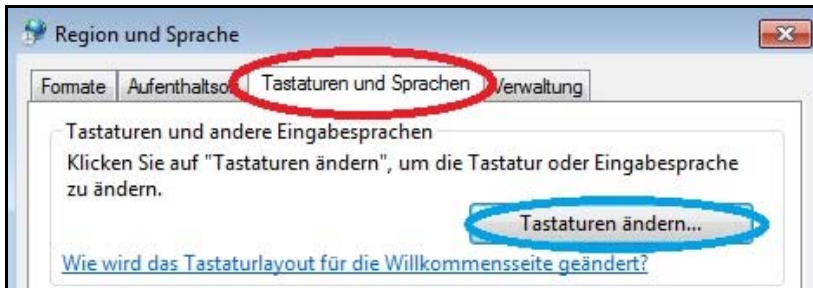 Region und Sprache
Formate Aufenthaltsort Tastaturen und Sprachen Verwaltung
Tastaturen und andere Eingabesprachen
Klicken Sie auf "Tastaturen ändern", um die Tastatur oder Eingabesprache
zu ändern.
Tastaturen ändern...
Wie wird das Tastaturlayout für die Willkommensseite geändert?